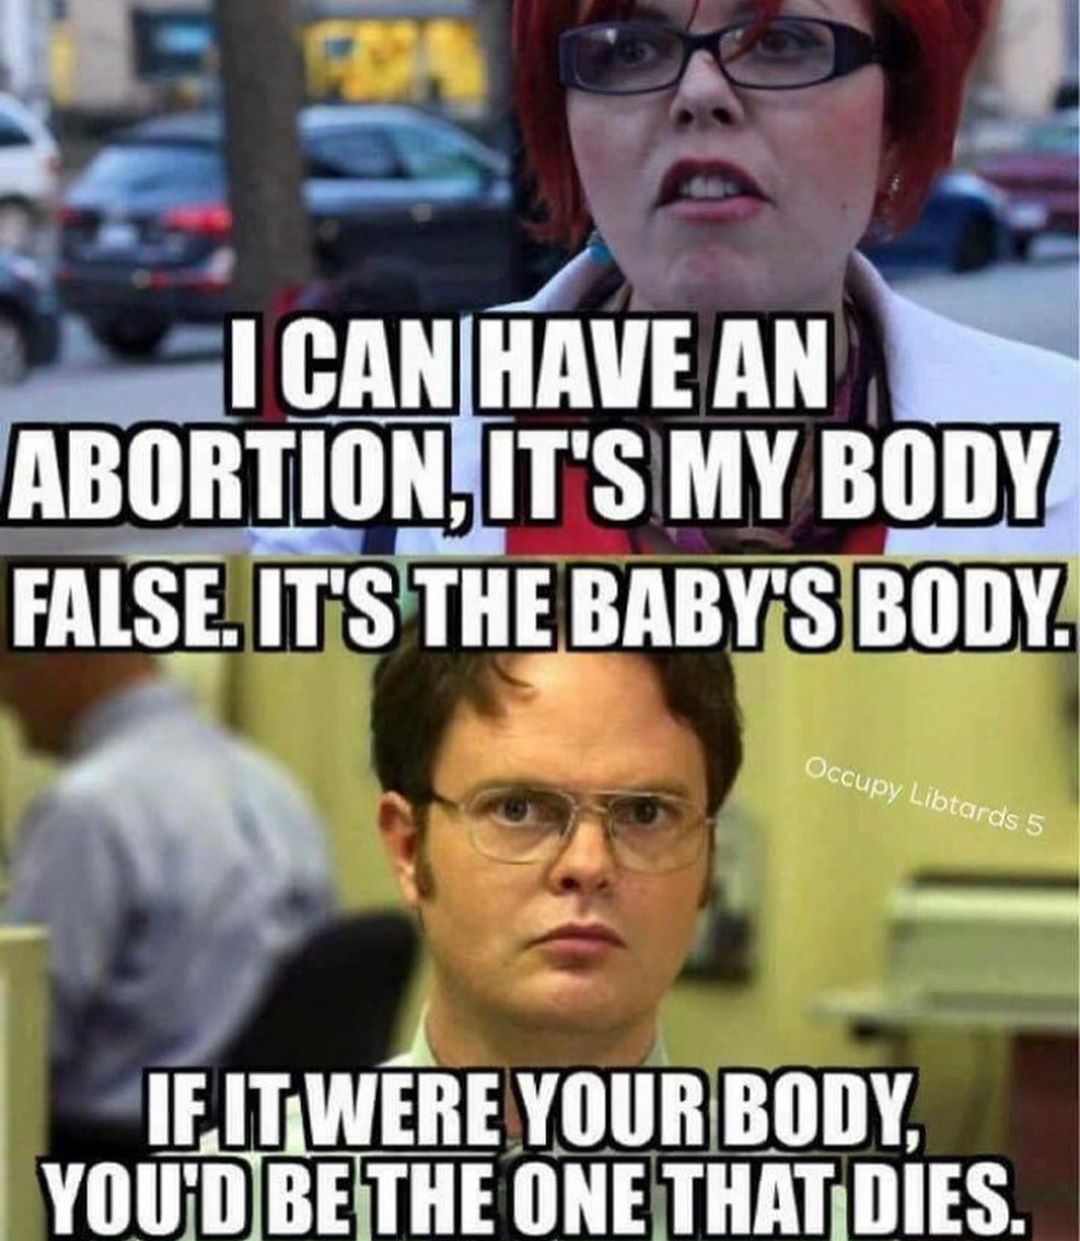 I CAN HAVE AN
ABORTION, IT'S MY BODY
FALSE. IT'S THE BABY'S BODY.
Occupy Libtards 5
IF IT WERE YOUR BODY,
YOU'D BE THE ONE THAT DIES.